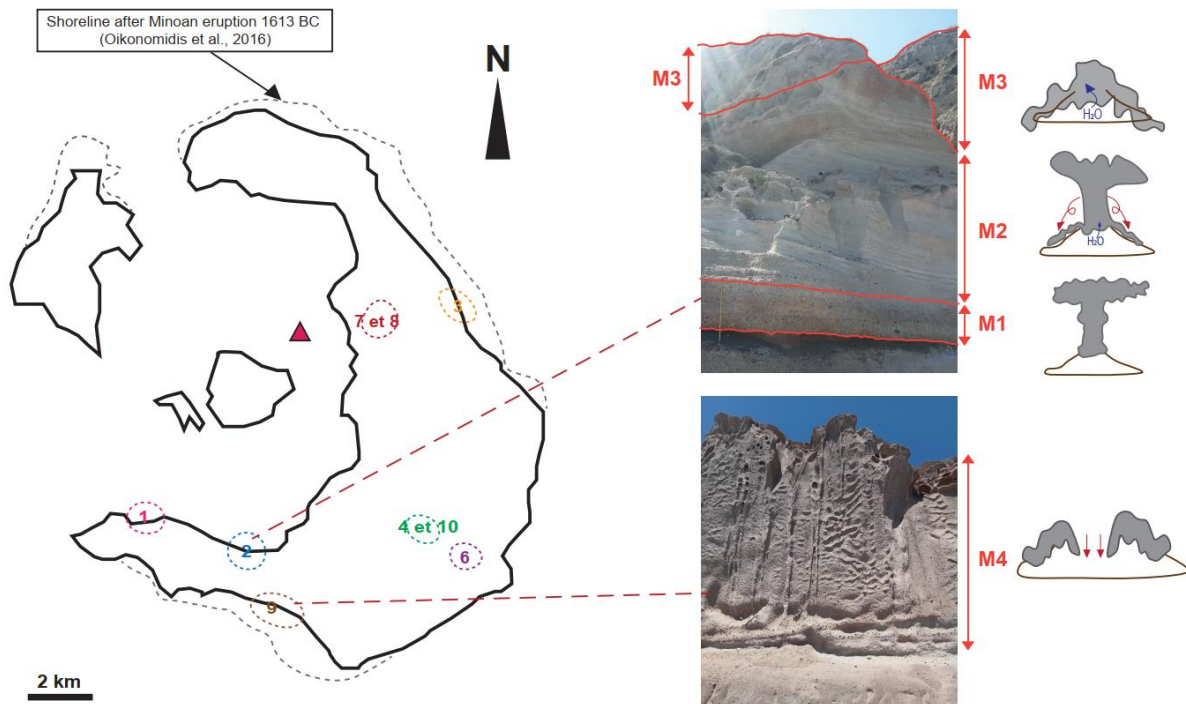 Shoreline after Minoan eruption 1613 BC
(Oikonomidis et al., 2016)
N
3
7 et 8
1
2
4 et 10
6
9
2 km
M3
M3
M2
M1
M4
H₂O
H₂O